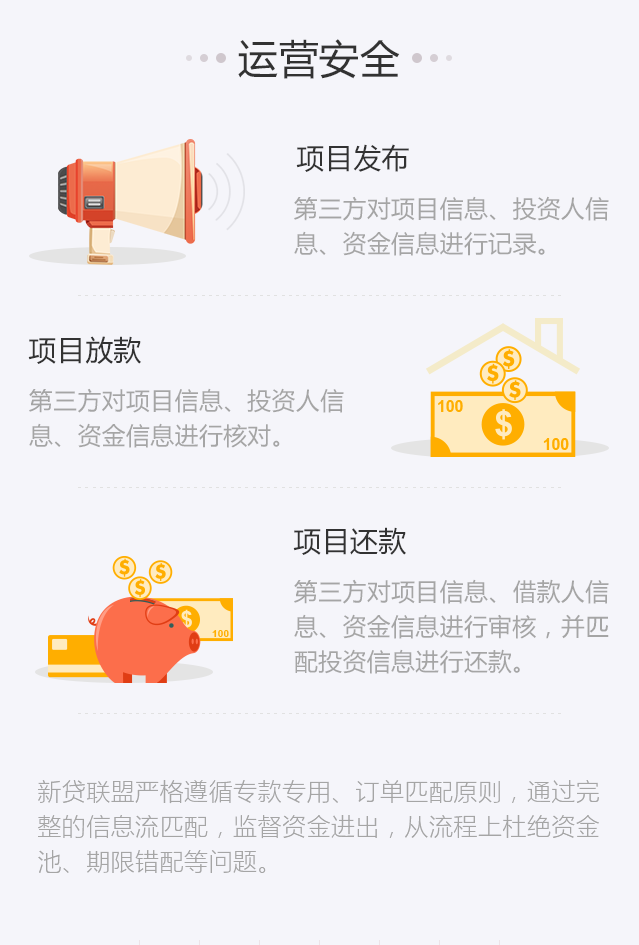 运营安全
项目发布
第三方对项目信息、投资人信
息、资金信息进行记录。
项目放款
第三方对项目信息、投资人信
息、资金信息进行核对。
$
$
$
100
$
100
项目还款
第三方对项目信息、借款人信
息、资金信息进行审核，并匹
配投资信息进行还款。
$
$
$
$
100
新贷联盟严格遵循专款专用、订单匹配原则，通过完
整的信息流匹配，监督资金进出，从流程上杜绝资金
池、期限错配等问题。